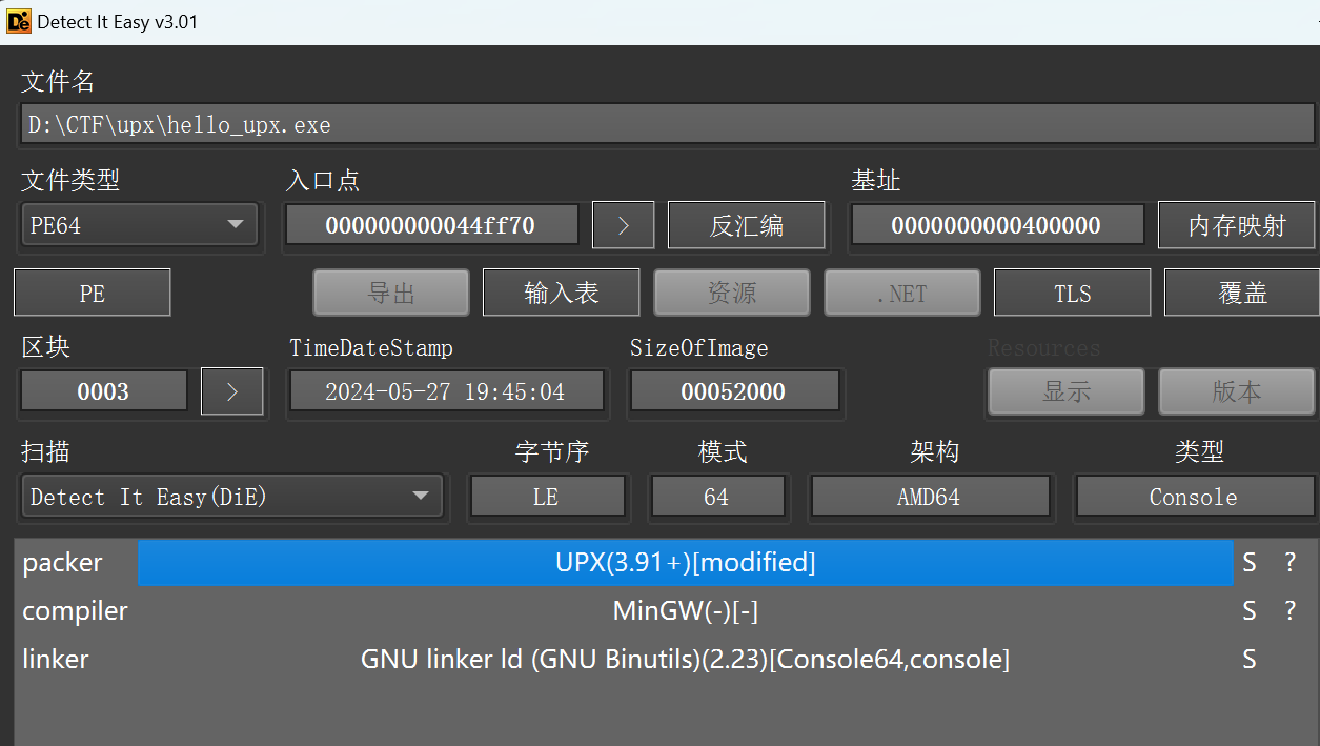 Detect It Easy v3.01
文件名
D:\CTF\upx\hello_upx.exe
文件类型 入口点 基址
PE64 000000000044ff70 > 反汇编 0000000000400000 内存映射
PE 导出 输入表 资源 .NET TLS 覆盖
区块 TimeDateStamp SizeOfImage Resources
0003 > 2024-05-27 19:45:04 00052000 显示 版本
扫描 字节序 模式 架构 类型
Detect It Easy(DiE) LE 64 AMD64 Console
packer UPX(3.91+)[modified] S ?
compiler MinGW(-)[-] S ?
linker GNU linker ld (GNU Binutils)(2.23)[Console64,console] S